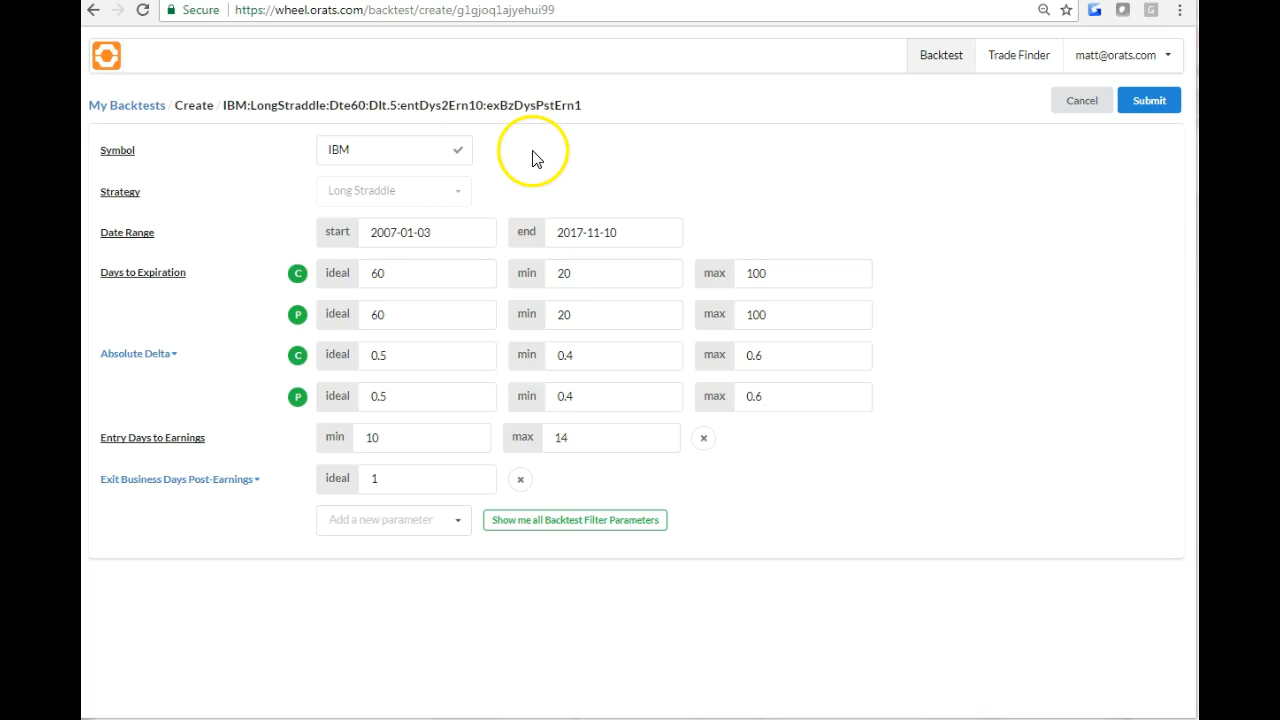 Secure https://wheel.orats.com/backtest/create/g1gjoq1ajyehui99
G
Backtest Trade Finder matt@orats.com
My Backtests / Create / IBM:LongStraddle:Dte60:Dlt.5:entDys2Ern10:exBzDysPstErn1 Cancel Submit
Symbol IBM
Strategy Long Straddle
Date Range start 2007-01-03 end 2017-11-10
Days to Expiration C ideal 60 min 20 max 100
P ideal 60 min 20 max 100
Absolute Delta C ideal 0.5 min 0.4 max 0.6
P ideal 0.5 min 0.4 max 0.6
Entry Days to Earnings min 10 max 14
Exit Business Days Post-Earnings ideal 1
Add a new parameter Show me all Backtest Filter Parameters